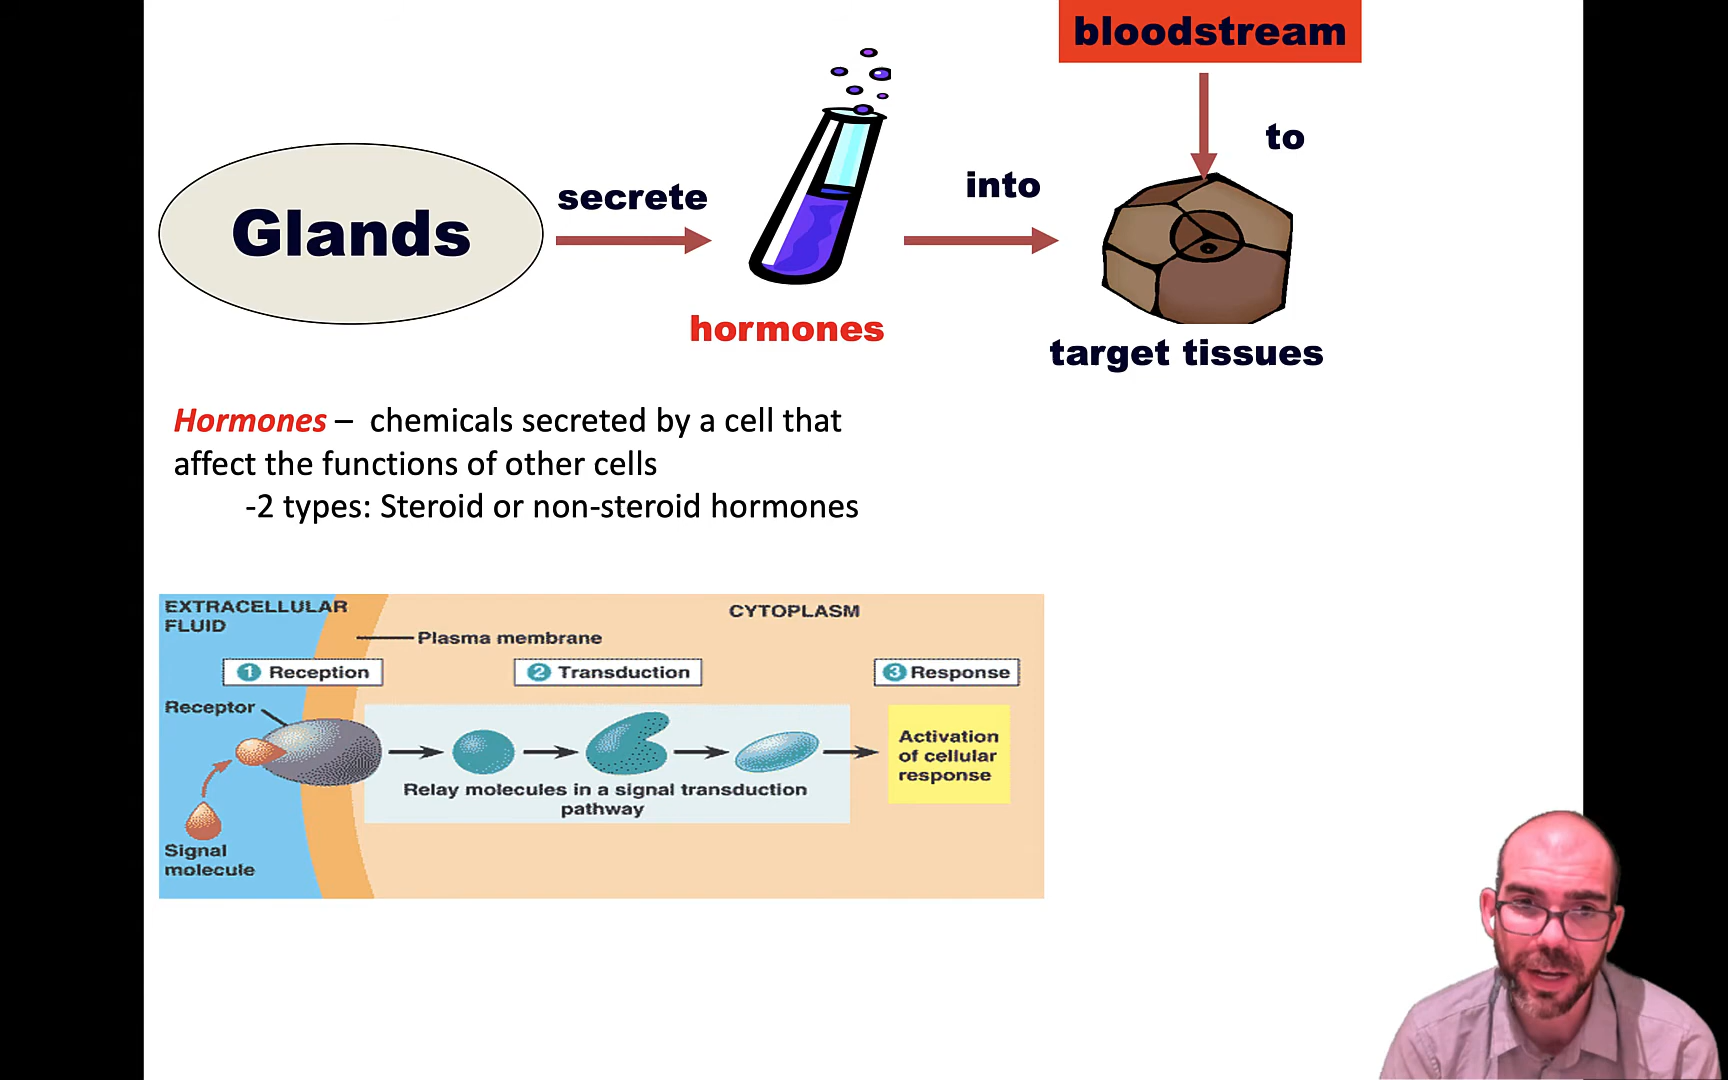 bloodstream
to
into
secrete
Glands
hormones
target tissues
Hormones – chemicals secreted by a cell that
affect the functions of other cells
-2 types: Steroid or non-steroid hormones
EXTRACELLULAR
FLUID
CYTOPLASM
Plasma membrane
1 Reception
2 Transduction
3 Response
Receptor
Activation
of cellular
response
Relay molecules in a signal transduction
pathway
Signal
molecule